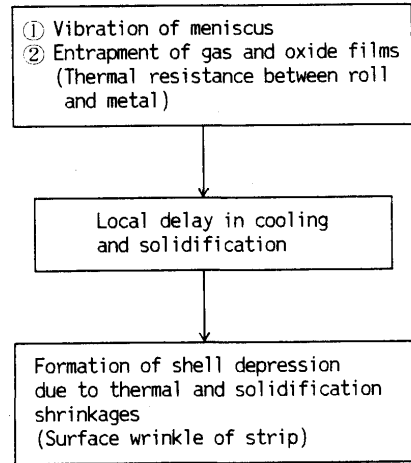 ① Vibration of meniscus
② Entrapment of gas and oxide films
(Thermal resistance between roll
and metal)
Local delay in cooling
and solidification
Formation of shell depression
due to thermal and solidification
shrinkages
(Surface wrinkle of strip)